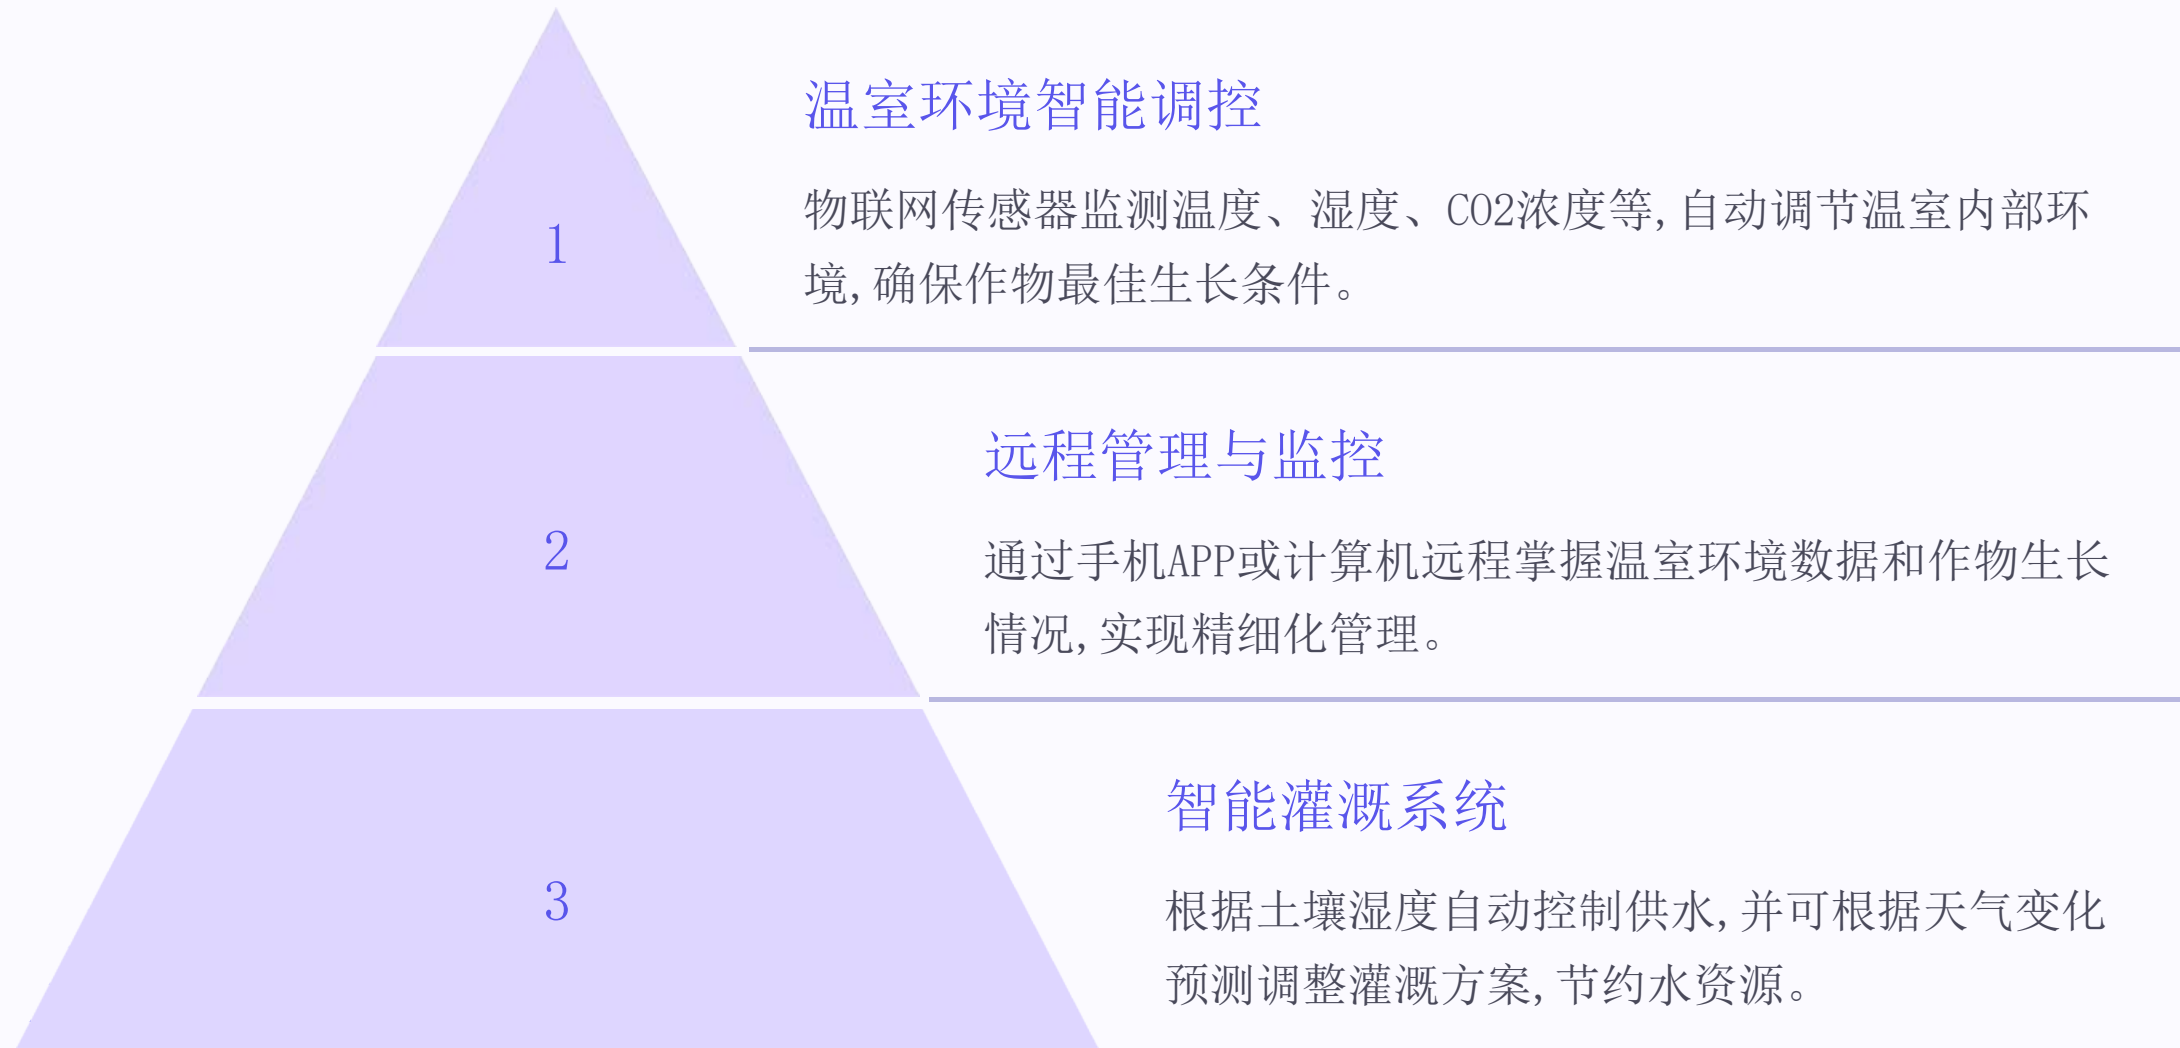 1
温室环境智能调控
物联网传感器监测温度、湿度、CO2浓度等,自动调节温室内部环
境,确保作物最佳生长条件。
2
远程管理与监控
通过手机APP或计算机远程掌握温室环境数据和作物生长
情况,实现精细化管理。
3
智能灌溉系统
根据土壤湿度自动控制供水,并可根据天气变化
预测调整灌溉方案,节约水资源。